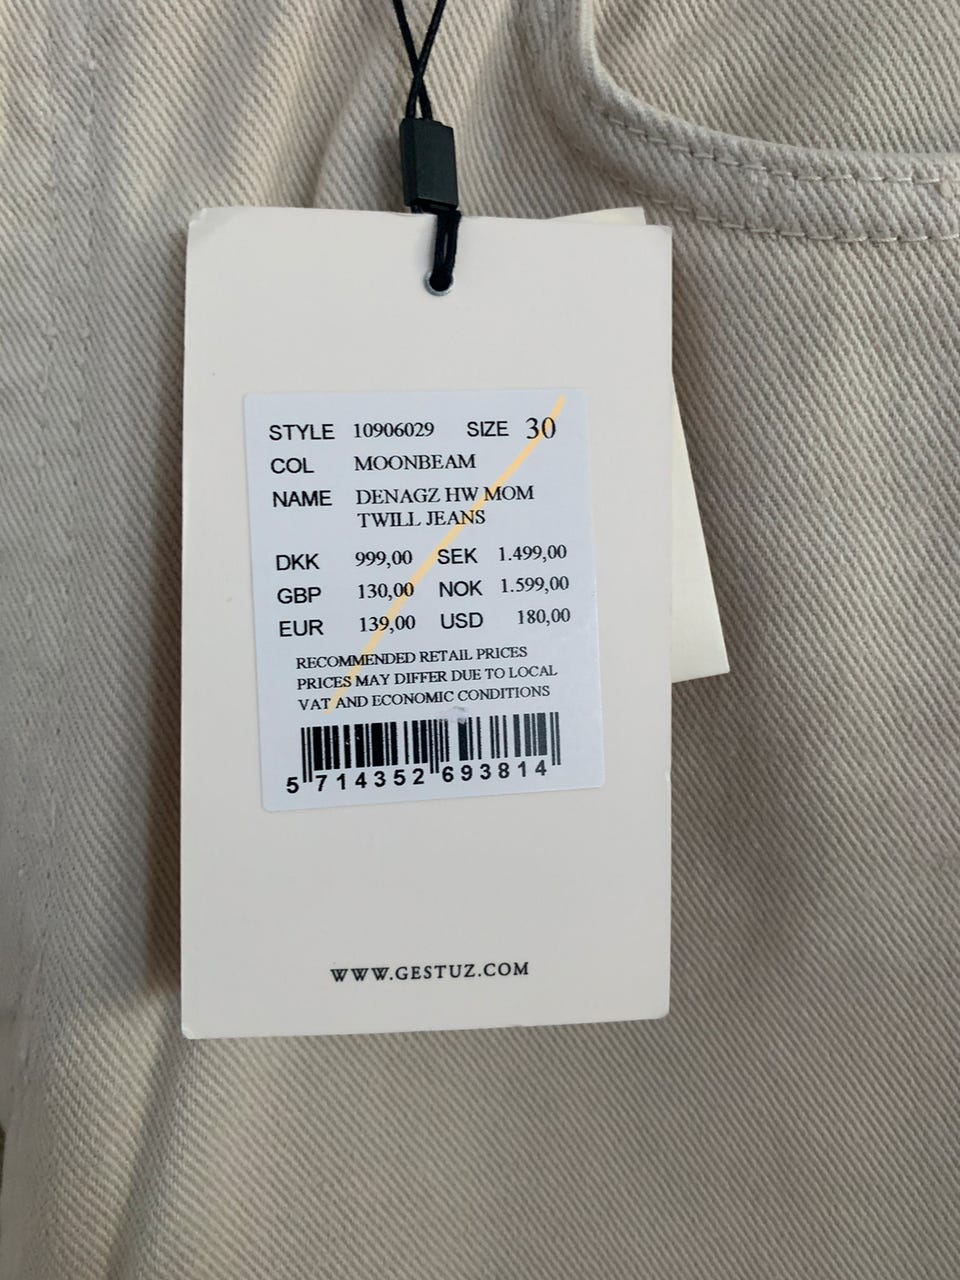 STYLE 10906029 SIZE 30
COL MOONBEAM
NAME DENAGZ HW MOM
TWILL JEANS
DKK 999,00 SEK 1.499,00
GBP 130,00 NOK 1.599,00
EUR 139,00 USD 180,00
RECOMMENDED RETAIL PRICES
PRICES MAY DIFFER DUE TO LOCAL
VAT AND ECONOMIC CONDITIONS
5 714352 693814
WWW.GESTUZ.COM